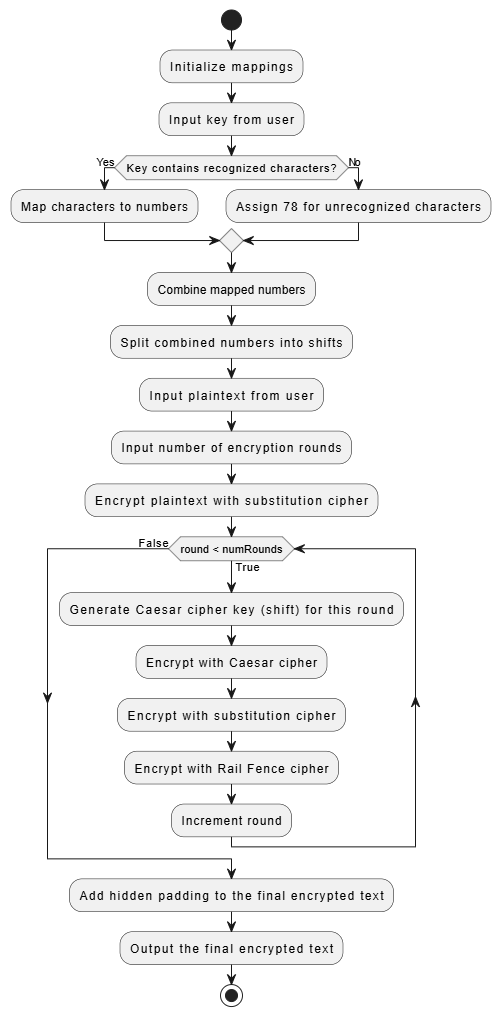 Initialize mappings
Input key from user
Yes
Key contains recognized characters?
No
Map characters to numbers
Assign 78 for unrecognized characters
Combine mapped numbers
Split combined numbers into shifts
Input plaintext from user
Input number of encryption rounds
Encrypt plaintext with substitution cipher
False
round < numRounds
True
Generate Caesar cipher key (shift) for this round
Encrypt with Caesar cipher
Encrypt with substitution cipher
Encrypt with Rail Fence cipher
Increment round
Add hidden padding to the final encrypted text
Output the final encrypted text